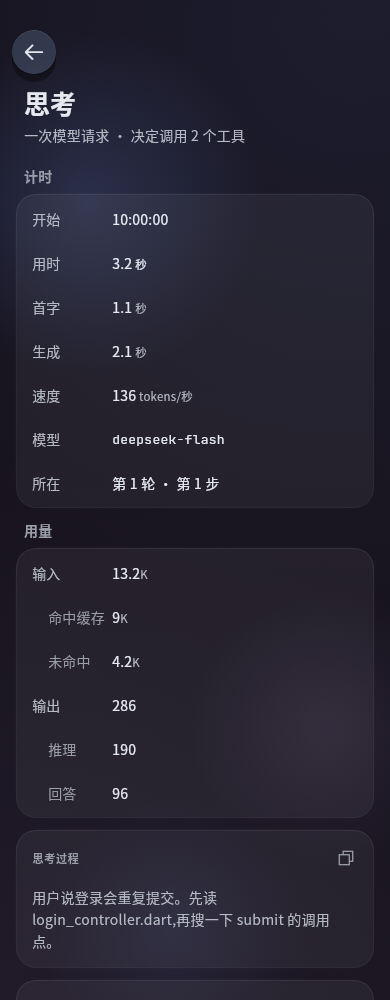 思考
一次模型请求 · 决定调用 2 个工具
计时
开始 10:00:00
用时 3.2 秒
首字 1.1 秒
生成 2.1 秒
速度 136 tokens/秒
模型 deepseek-flash
所在 第 1 轮 · 第 1 步
用量
输入 13.2K
命中缓存 9K
未命中 4.2K
输出 286
推理 190
回答 96
思考过程
用户说登录会重复提交。先读
login_controller.dart,再搜一下 submit 的调用
点。